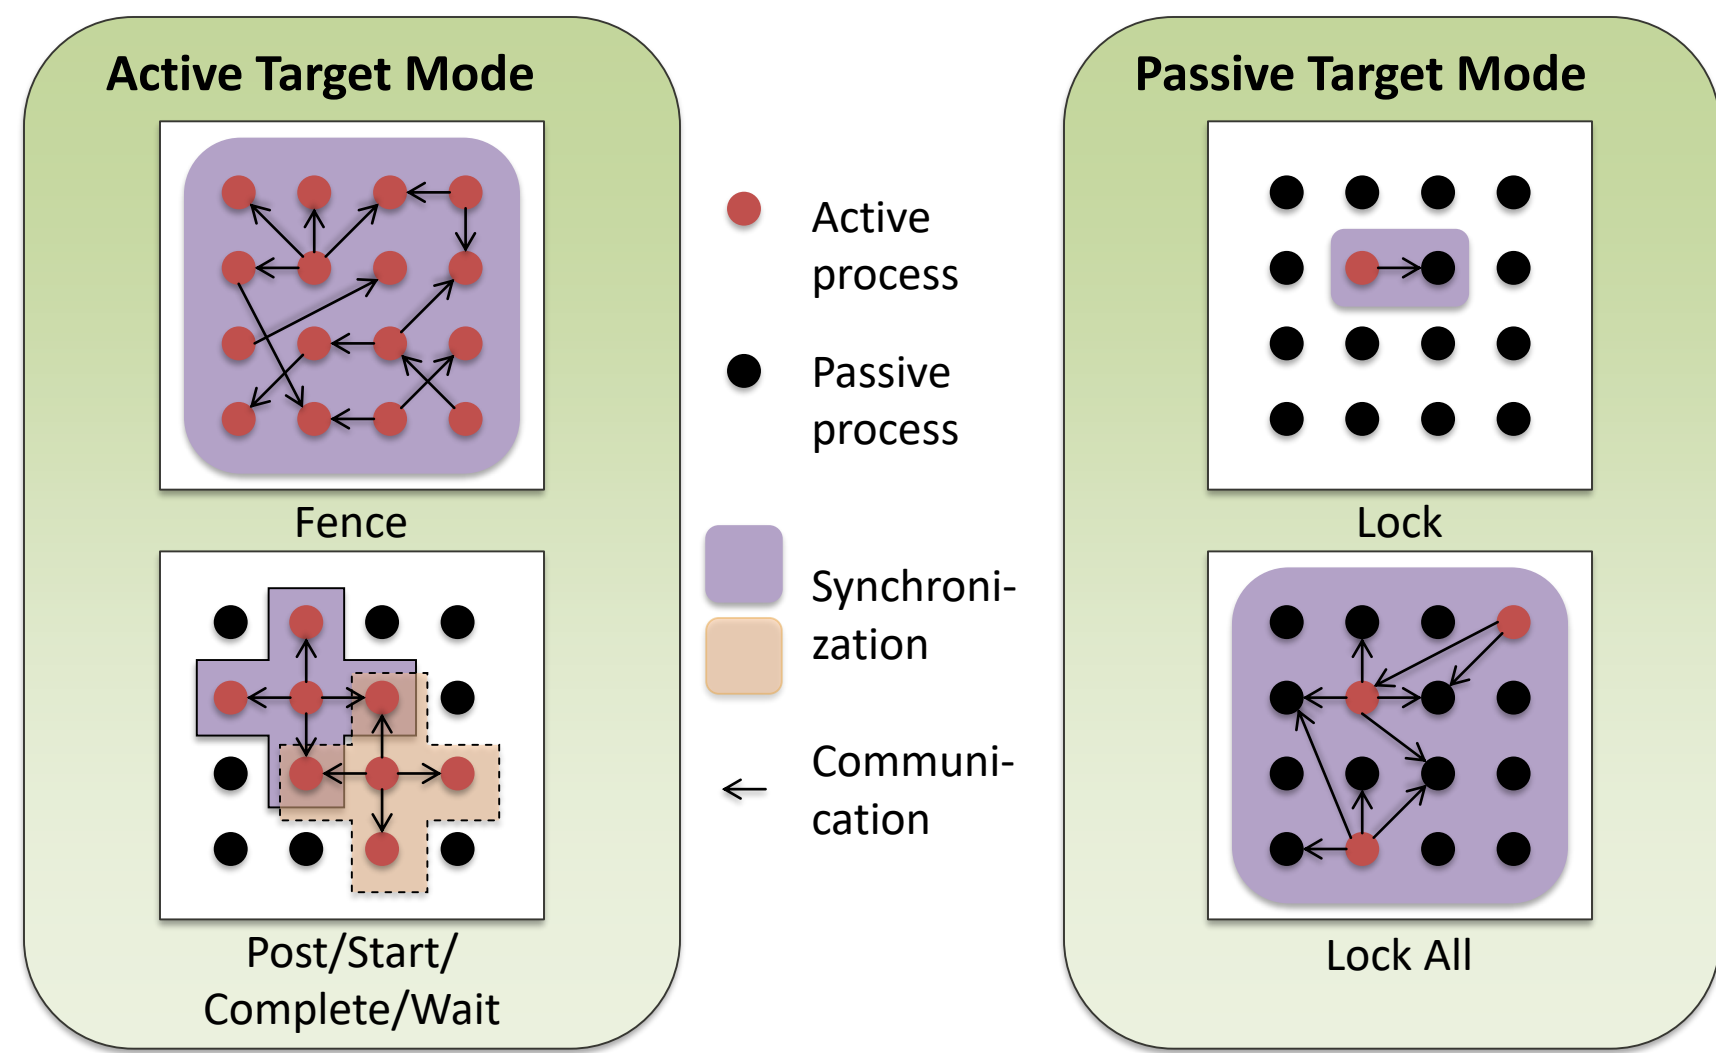 Active Target Mode
Fence
Post/Start/
Complete/Wait
Active
process
Passive
process
Synchroni-
zation
Communi-
cation
Passive Target Mode
Lock
Lock All